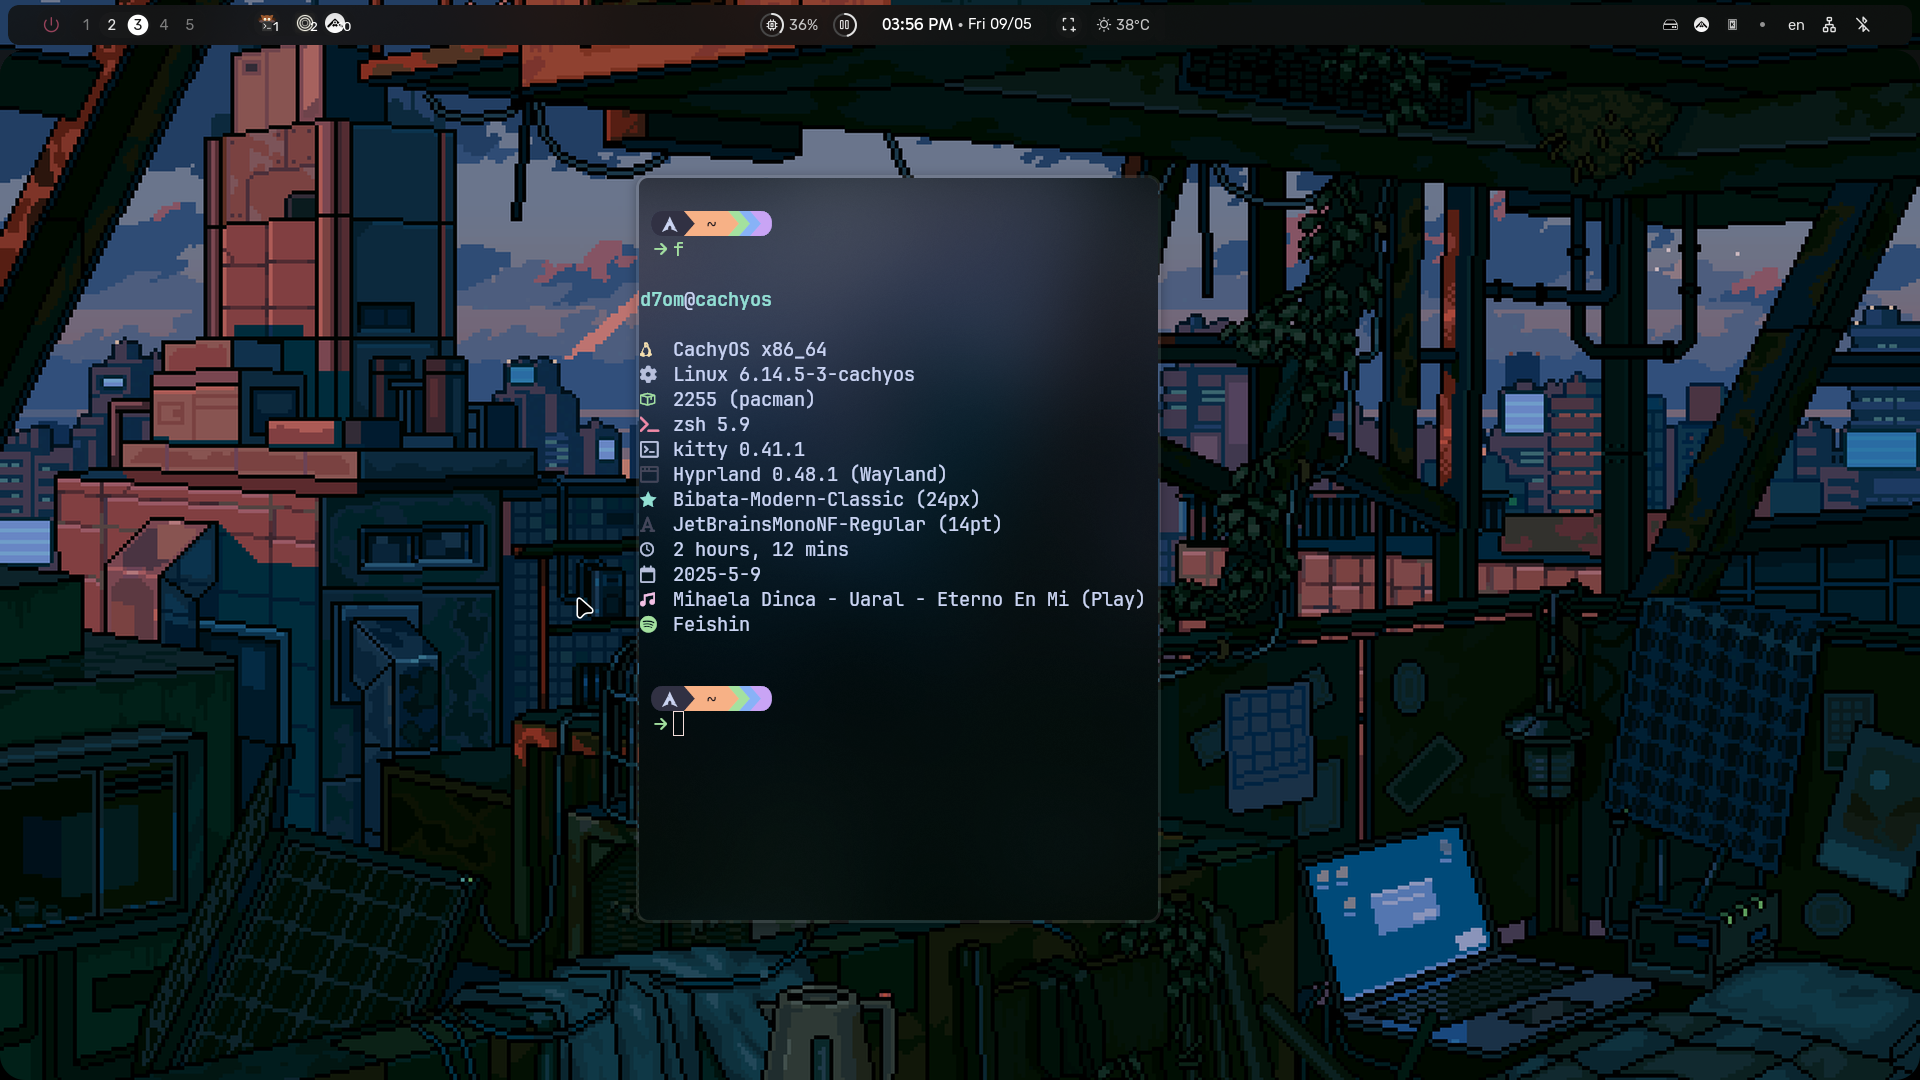 1 2 3 4 5 1 2 0 36% 03:56 PM • Fri 09/05 38°C en
~
f
d7om@cachyos
CachyOS x86_64
Linux 6.14.5-3-cachyos
2255 (pacman)
zsh 5.9
kitty 0.41.1
Hyprland 0.48.1 (Wayland)
Bibata-Modern-Classic (24px)
JetBrainsMonoNF-Regular (14pt)
2 hours, 12 mins
2025-5-9
Mihaela Dinca - Uaral - Eterno En Mi (Play)
Feishin
~